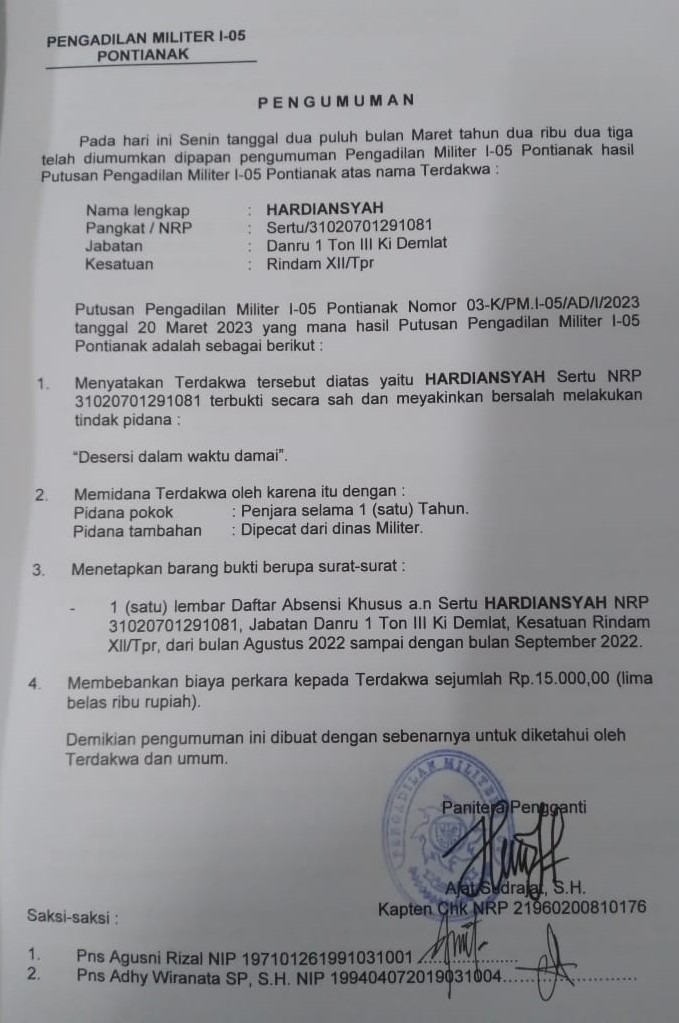 PENGADILAN MILITER I-05
PONTIANAK
PENGUMUMAN
Pada hari ini Senin tanggal dua puluh bulan Maret tahun dua ribu dua tiga
telah diumumkan dipapan pengumuman Pengadilan Militer I-05 Pontianak hasil
Putusan Pengadilan Militer I-05 Pontianak atas nama Terdakwa :
Nama lengkap : HARDIANSYAH
Pangkat / NRP : Sertu/31020701291081
Jabatan : Danru 1 Ton III Ki Demlat
Kesatuan : Rindam XII/Tpr
Putusan Pengadilan Militer I-05 Pontianak Nomor 03-K/PM.I-05/AD/I/2023
tanggal 20 Maret 2023 yang mana hasil Putusan Pengadilan Militer I-05
Pontianak adalah sebagai berikut :
1. Menyatakan Terdakwa tersebut diatas yaitu HARDIANSYAH Sertu NRP
31020701291081 terbukti secara sah dan meyakinkan bersalah melakukan
tindak pidana :
“Desersi dalam waktu damai”.
2. Memidana Terdakwa oleh karena itu dengan :
Pidana pokok : Penjara selama 1 (satu) Tahun.
Pidana tambahan : Dipecat dari dinas Militer.
3. Menetapkan barang bukti berupa surat-surat :
- 1 (satu) lembar Daftar Absensi Khusus a.n Sertu HARDIANSYAH NRP
31020701291081, Jabatan Danru 1 Ton III Ki Demlat, Kesatuan Rindam
XII/Tpr, dari bulan Agustus 2022 sampai dengan bulan September 2022.
4. Membebankan biaya perkara kepada Terdakwa sejumlah Rp.15.000,00 (lima
belas ribu rupiah).
Demikian pengumuman ini dibuat dengan sebenarnya untuk diketahui oleh
Terdakwa dan umum.
PENGADILAN MILITER
Panitera Pengganti
Ajat Sudrajat, S.H.
Kapten Chk NRP 21960200810176
Saksi-saksi :
1. Pns Agusni Rizal NIP 197101261991031001
2. Pns Adhy Wiranata SP, S.H. NIP 199404072019031004